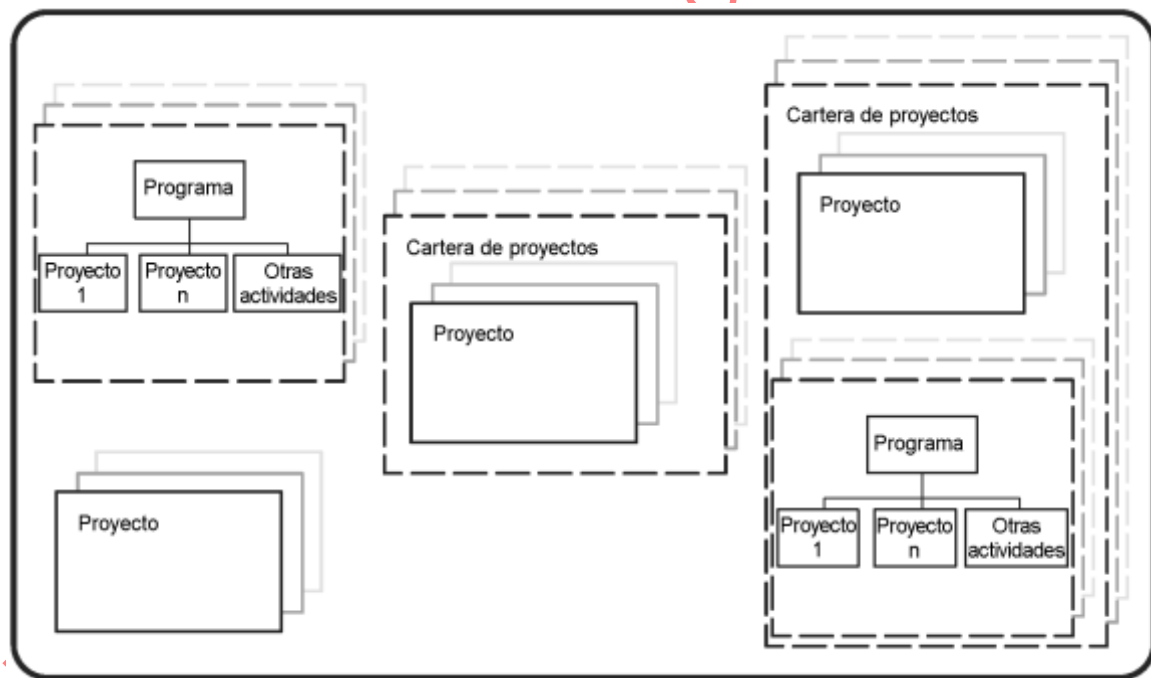 Programa
Proyecto
1
Proyecto
n
Otras
actividades
Proyecto
Cartera de proyectos
Proyecto
Cartera de proyectos
Proyecto
Programa
Proyecto
1
Proyecto
n
Otras
actividades